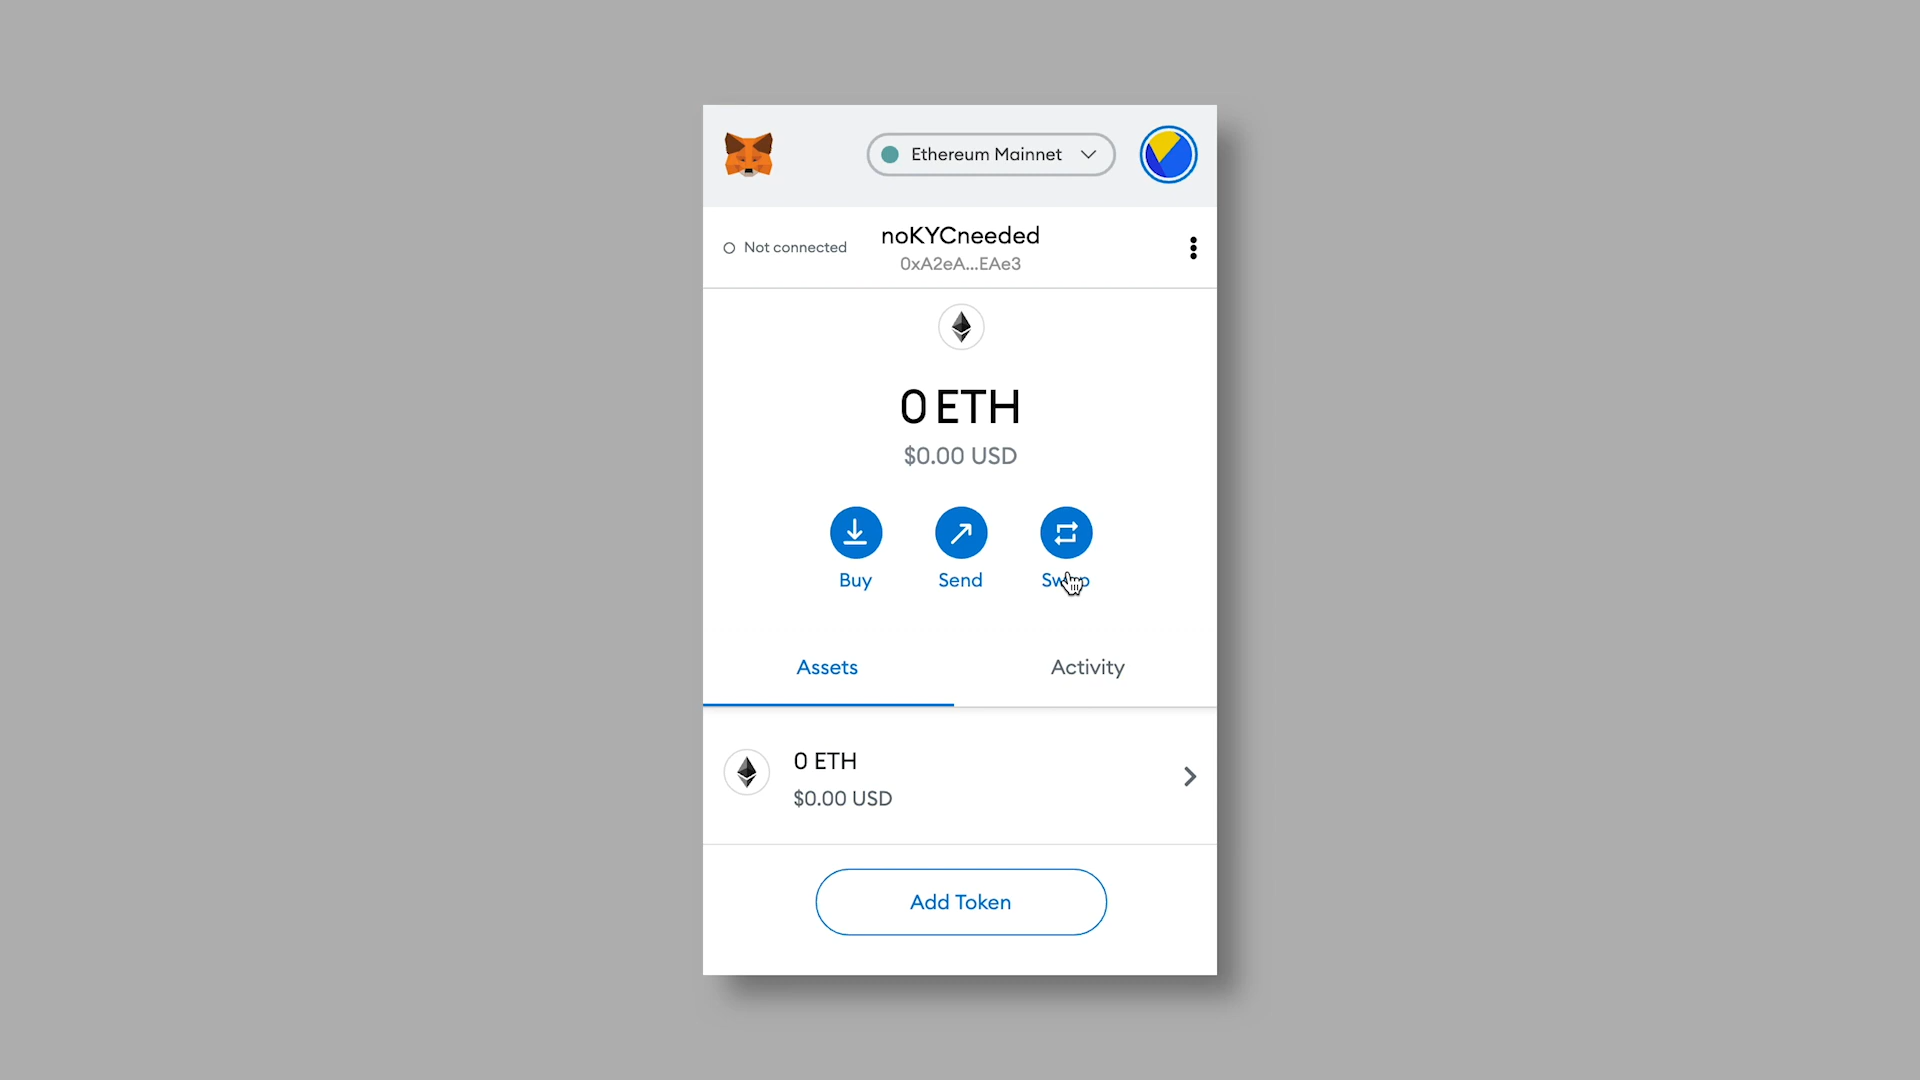 Ethereum Mainnet
Not connected
noKYCneeded
0xA2eA...EAe3
0 ETH
$0.00 USD
Buy
Send
Swap
Assets
Activity
0 ETH
$0.00 USD
Add Token